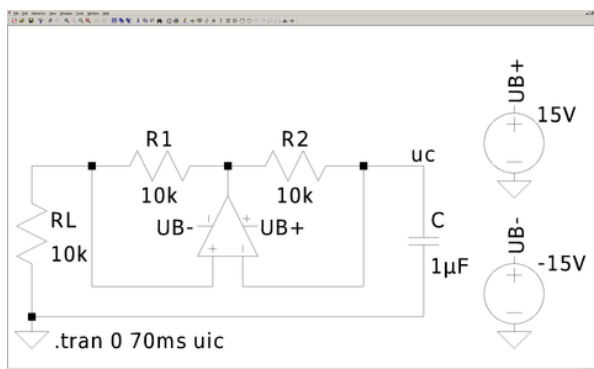 R1
R2
uc
UB+
15V
10k
10k
RL
10k
UB-
UB+
C
1µF
UB-
-15V
.tran 0 70ms uic